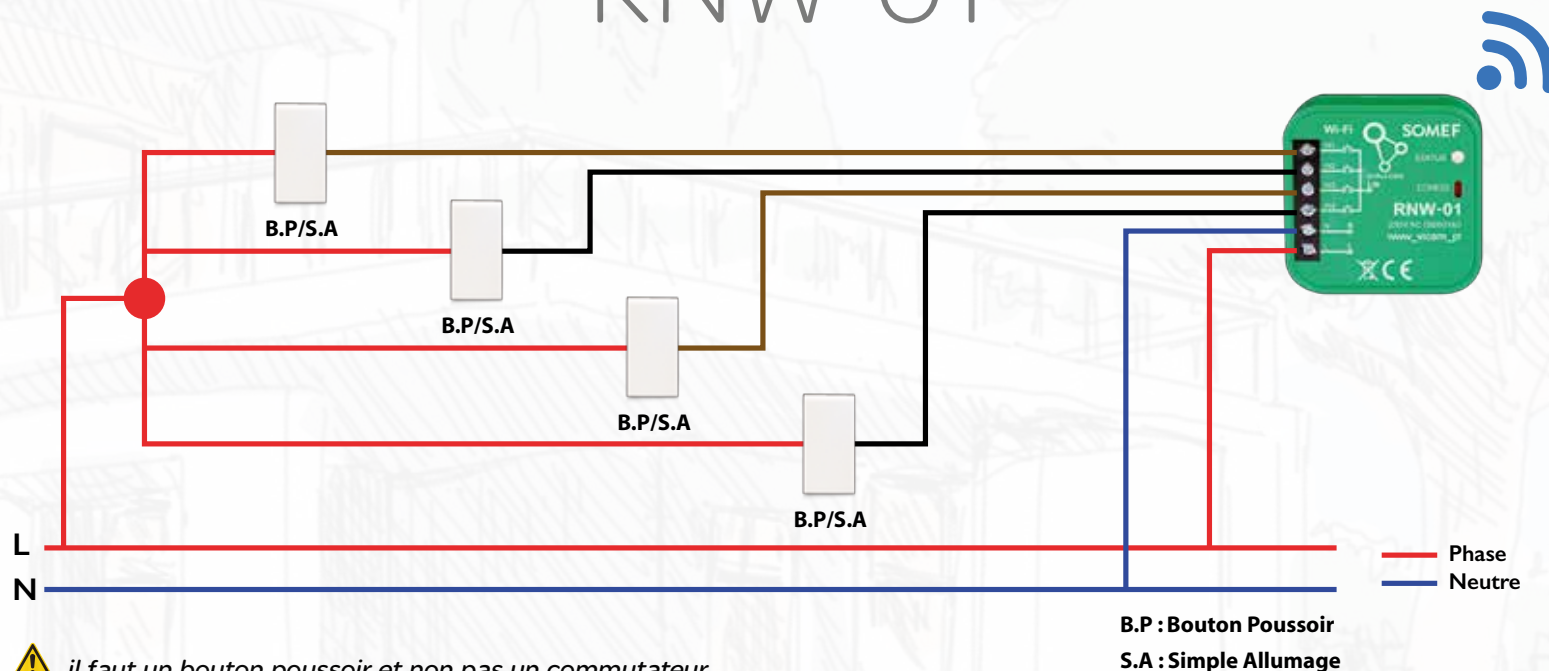 RNW-01
Wi-Fi
SOMEF
STATUS
RNW-01
CE
B.P/S.A
B.P/S.A
B.P/S.A
B.P/S.A
L
N
Phase
Neutre
B.P : Bouton Poussoir
S.A : Simple Allumage
il faut un bouton poussoir et non pas un commutateur